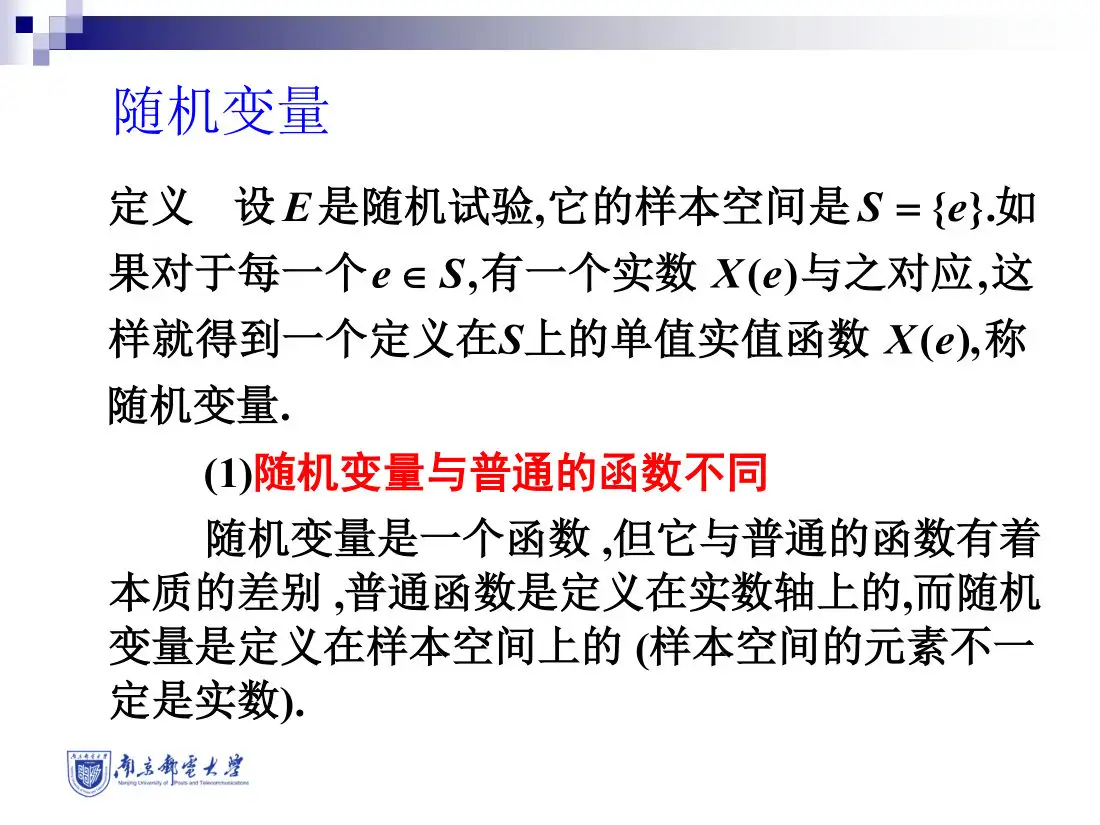 随机变量
定义 设E是随机试验,它的样本空间是S = {e}.如
果对于每一个e ∈ S,有一个实数 X(e)与之对应,这
样就得到一个定义在S上的单值实值函数 X(e),称
随机变量.
(1)随机变量与普通的函数不同
随机变量是一个函数 ,但它与普通的函数有着
本质的差别 ,普通函数是定义在实数轴上的,而随机
变量是定义在样本空间上的 (样本空间的元素不一
定是实数).
南京邮电大学
Nanjing University of Posts and Telecommunications